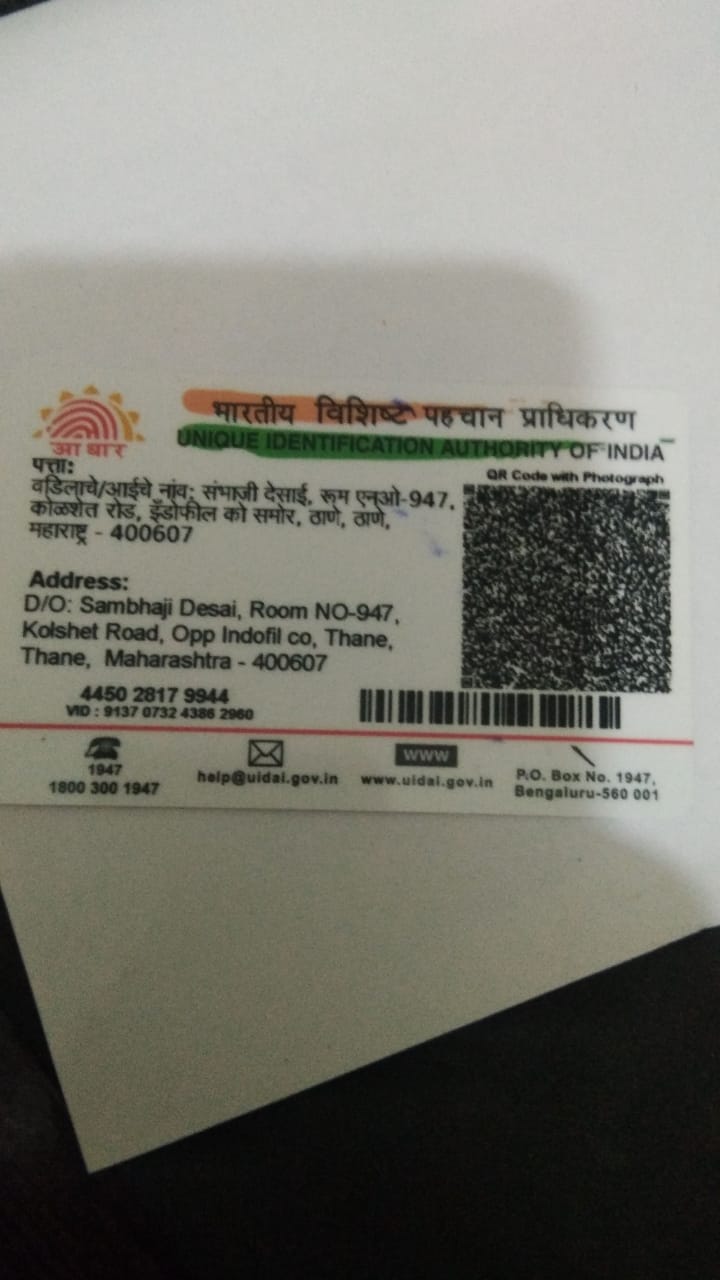 भारतीय विशिष्ट पहचान प्राधिकरण
UNIQUE IDENTIFICATION AUTHORITY OF INDIA
आधार
QR Code with Photograph
पत्ता:
वडिलाचे/आईचे नांव: संभाजी देसाई, रूम एनओ-947,
कोळशेत रोड, इंडोफील को समोर, ठाणे, ठाणे,
महाराष्ट्र - 400607
Address:
D/O: Sambhaji Desai, Room NO-947,
Kolshet Road, Opp Indofil co, Thane,
Thane, Maharashtra - 400607
4450 2817 9944
VID : 9137 0732 4386 2960
1947
1800 300 1947
help@uidai.gov.in
www
www.uidai.gov.in
P.O. Box No. 1947,
Bengaluru-560 001